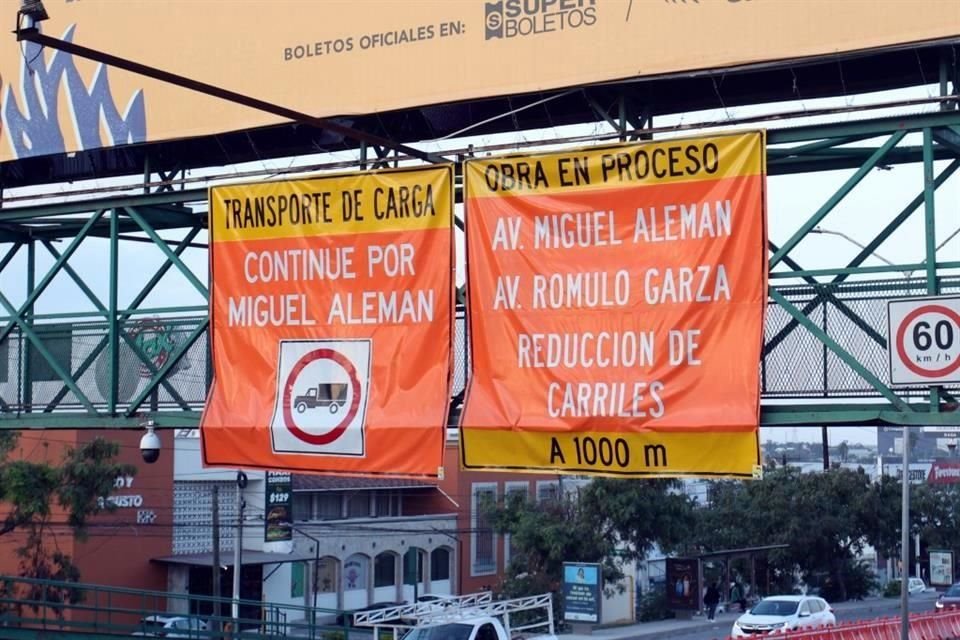 BOLETOS OFICIALES EN:
SUPER
BOLETOS
TRANSPORTE DE CARGA
CONTINUE POR
MIGUEL ALEMAN
OBRA EN PROCESO
AV. MIGUEL ALEMAN
AV. ROMULO GARZA
REDUCCION DE
CARRILES
A 1000 m
60
km/h
$129
Firestone